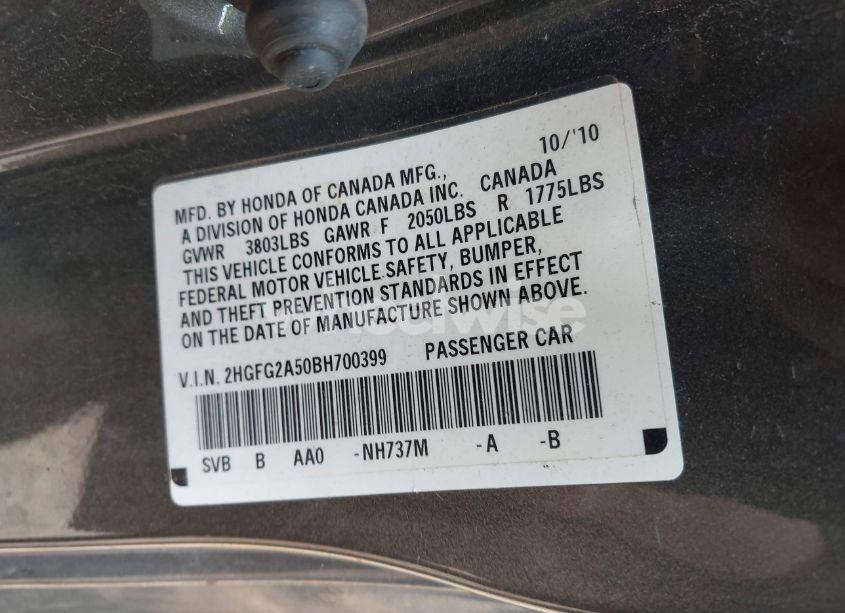 10/'10
MFD. BY HONDA OF CANADA MFG.,
A DIVISION OF HONDA CANADA INC. CANADA
GVWR 3803LBS GAWR F 2050LBS R 1775LBS
THIS VEHICLE CONFORMS TO ALL APPLICABLE
FEDERAL MOTOR VEHICLE SAFETY, BUMPER,
AND THEFT PREVENTION STANDARDS IN EFFECT
ON THE DATE OF MANUFACTURE SHOWN ABOVE.
V.I.N. 2HGFG2A50BH700399 PASSENGER CAR
SVB B AA0 -NH737M -A -B